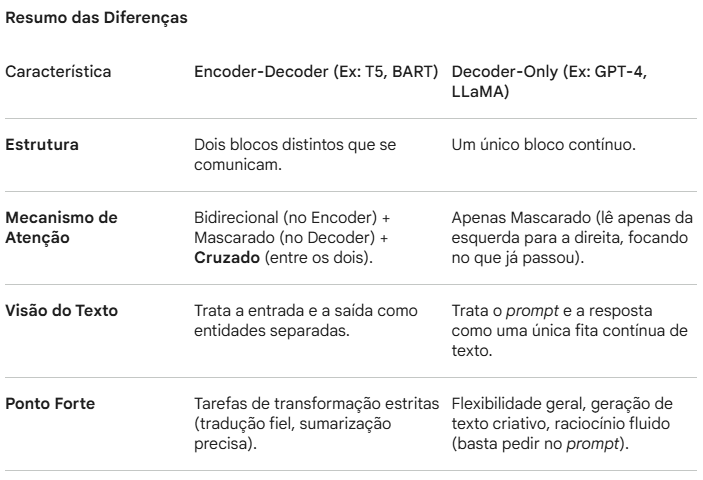 Resumo das Diferenças
Característica
Encoder-Decoder (Ex: T5, BART)
Decoder-Only (Ex: GPT-4,
LLaMA)
Estrutura
Dois blocos distintos que se
comunicam.
Um único bloco contínuo.
Mecanismo de
Atenção
Bidirecional (no Encoder) +
Mascarado (no Decoder) +
Cruzado (entre os dois).
Apenas Mascarado (lê apenas da
esquerda para a direita, focando
no que já passou).
Visão do Texto
Trata a entrada e a saída como
entidades separadas.
Trata o prompt e a resposta
como uma única fita contínua de
texto.
Ponto Forte
Tarefas de transformação estritas
(tradução fiel, sumarização
precisa).
Flexibilidade geral, geração de
texto criativo, raciocínio fluido
(basta pedir no prompt).